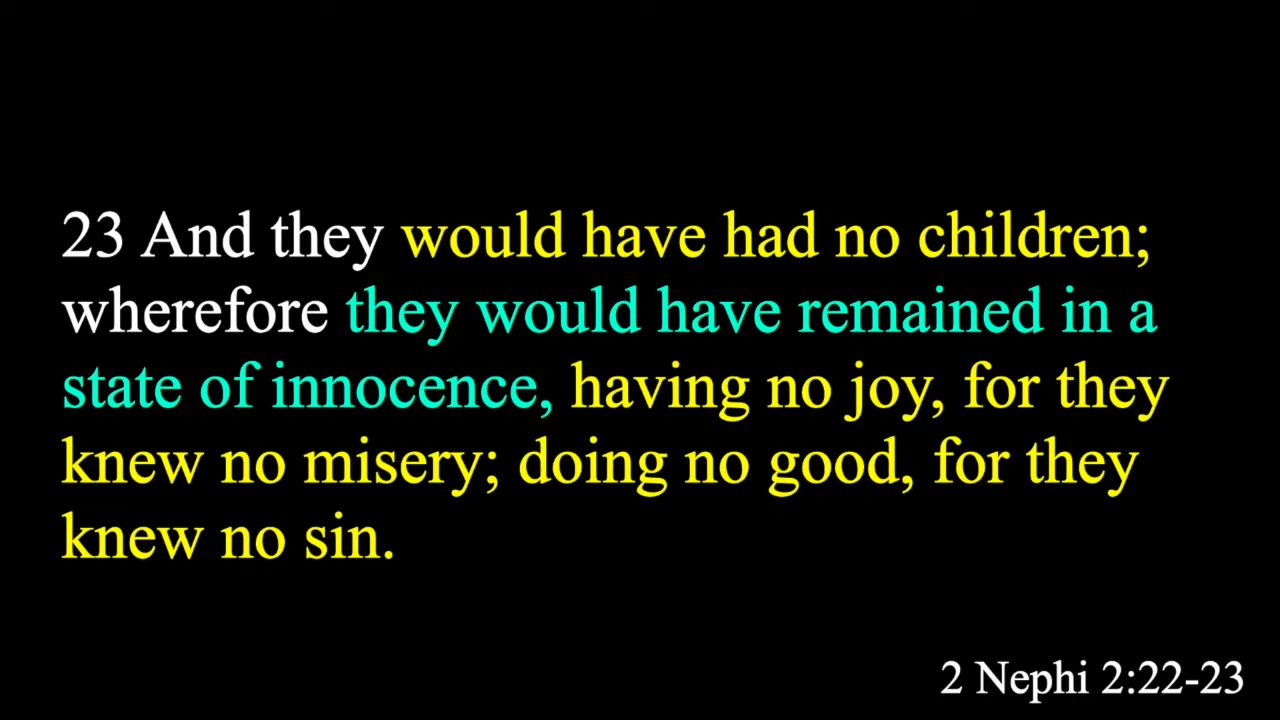 23 And they would have had no children;
wherefore they would have remained in a
state of innocence, having no joy, for they
knew no misery; doing no good, for they
knew no sin.
2 Nephi 2:22-23